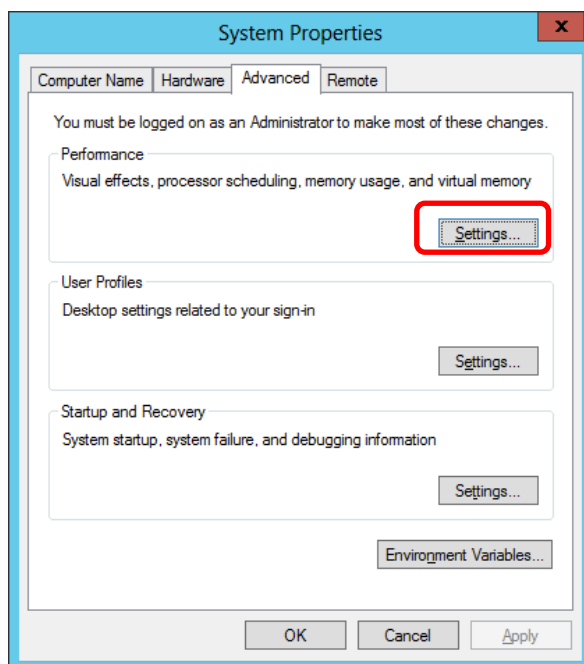 System Properties
x
Computer Name Hardware Advanced Remote
You must be logged on as an Administrator to make most of these changes.
Performance
Visual effects, processor scheduling, memory usage, and virtual memory
Settings...
User Profiles
Desktop settings related to your sign-in
Settings...
Startup and Recovery
System startup, system failure, and debugging information
Settings...
Environment Variables...
OK Cancel Apply